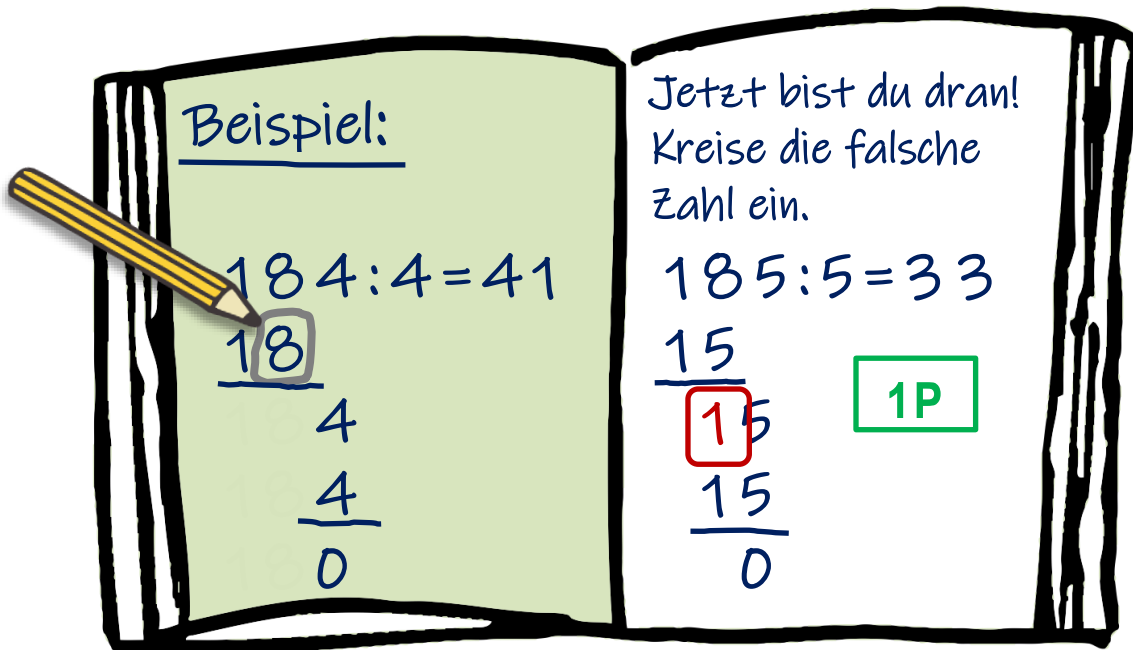 Beispiel:
184:4=41
18
4
4
0
Jetzt bist du dran!
Kreise die falsche
Zahl ein.
185:5=33
15
15
15
0
1P